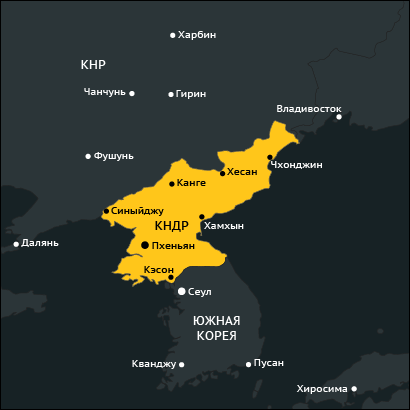 Харбин
КНР
Чанчунь
Гирин
Владивосток
Фушунь
Чхонджин
Хесан
Канге
Синыйджу
Хамхын
КНДР
Далянь
Пхеньян
Кэсон
Сеул
ЮЖНАЯ
КОРЕЯ
Кванджу
Пусан
Хиросима